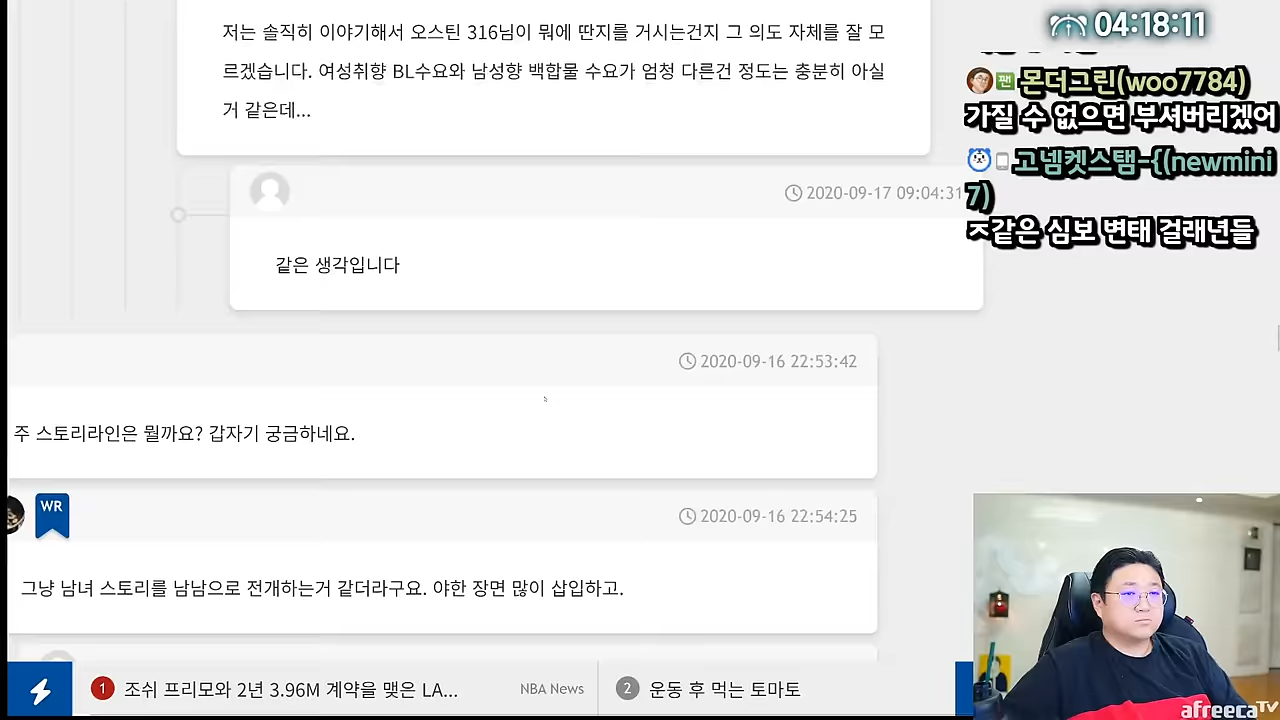 저는 솔직히 이야기해서 오스틴 316님이 뭐에 딴지를 거시는건지 그 의도 자체를 잘 모
르겠습니다. 여성취향 BL수요와 남성향 백합물 수요가 엄청 다른건 정도는 충분히 아실
거 같은데...
2020-09-17 09:04:31
같은 생각입니다
2020-09-16 22:53:42
주 스토리라인은 뭘까요? 갑자기 궁금하네요.
WR
2020-09-16 22:54:25
그냥 남녀 스토리를 남남으로 전개하는거 같더라구요. 야한 장면 많이 삽입하고.
1 조쉬 프리모와 2년 3.96M 계약을 맺은 LA...
NBA News
2 운동 후 먹는 토마토
04:18:11
팬 몬더그린(woo7784)
가질 수 없으면 부셔버리겠어
고넴켓스탬-{(newmini
7)
ㅈ같은 심보 변태 걸래년들
afreecaTV